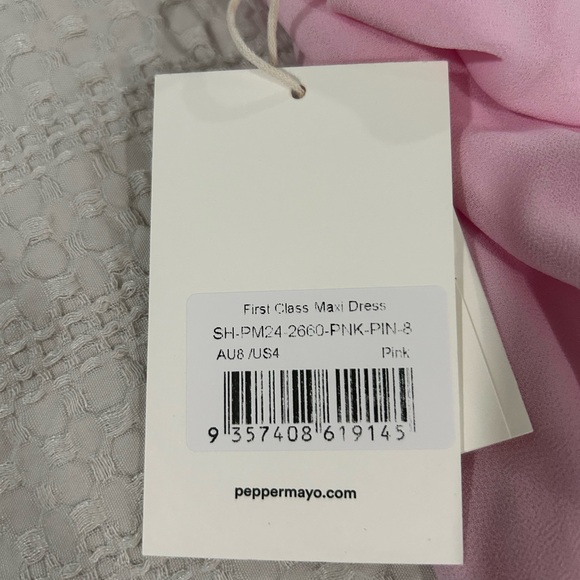 First Class Maxi Dress
SH-PM24-2660-PNK-PIN-8
AU8 /US4 Pink
9 357408 619145
peppermayo.com